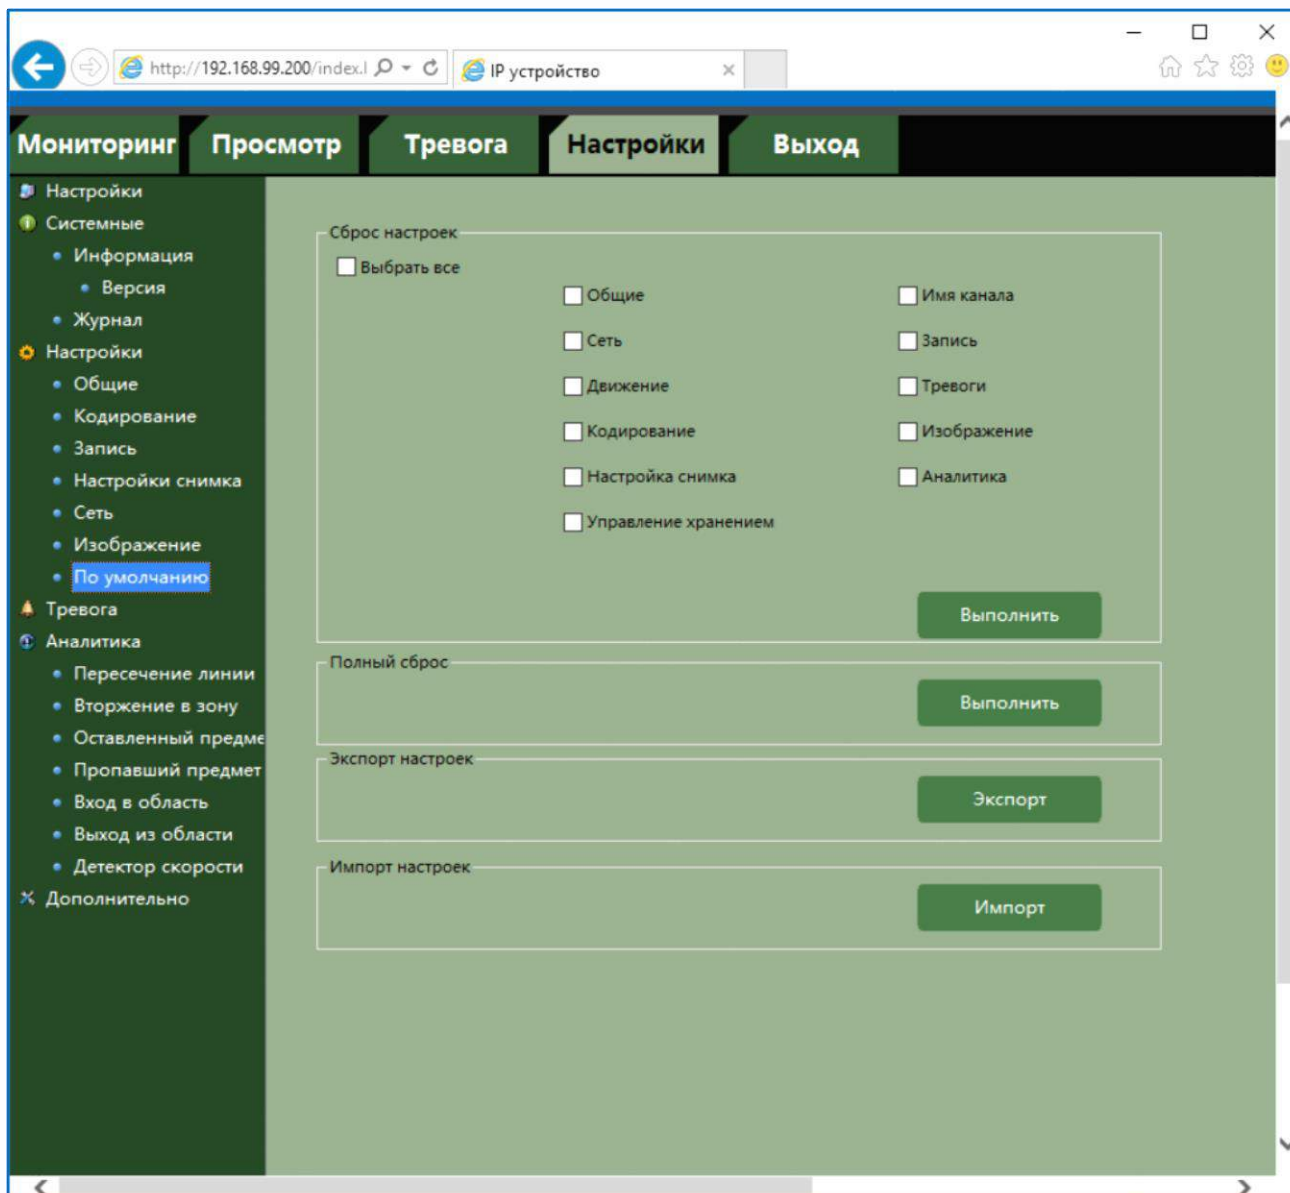 http://192.168.99.200/index.l
IP устройство
Мониторинг Просмотр Тревога Настройки Выход
Настройки
Системные
Информация
Версия
Журнал
Настройки
Общие
Кодирование
Запись
Настройки снимка
Сеть
Изображение
По умолчанию
Тревога
Аналитика
Пересечение линии
Вторжение в зону
Оставленный предме
Пропавший предмет
Вход в область
Выход из области
Детектор скорости
Дополнительно
Сброс настроек
Выбрать все
Общие Имя канала
Сеть Запись
Движение Тревоги
Кодирование Изображение
Настройка снимка Аналитика
Управление хранением
Выполнить
Полный сброс
Выполнить
Экспорт настроек
Экспорт
Импорт настроек
Импорт